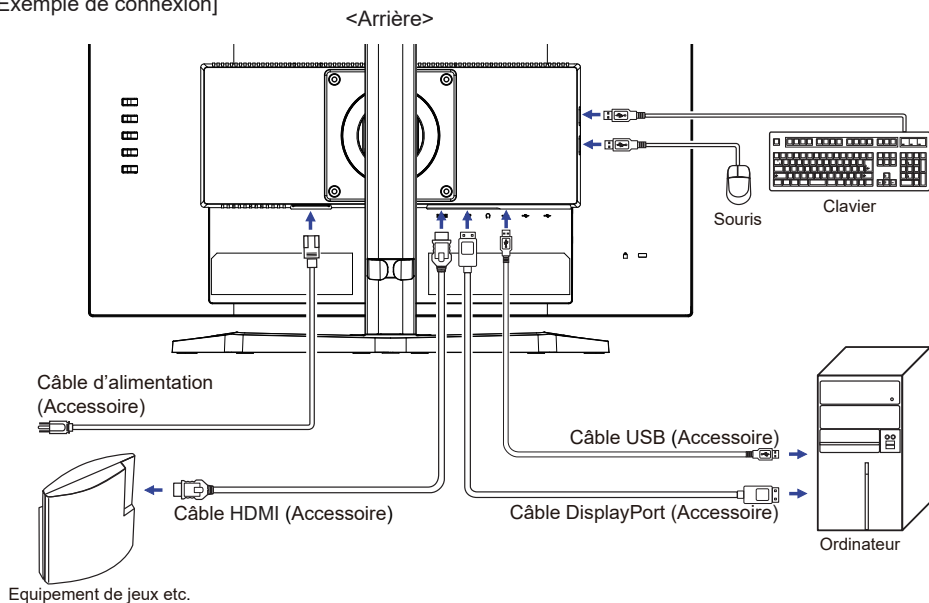 Exemple de connexion]
<Arrière>
Souris
Clavier
Câble d’alimentation
(Accessoire)
Câble USB (Accessoire)
Câble HDMI (Accessoire)
Câble DisplayPort (Accessoire)
Ordinateur
Equipement de jeux etc.